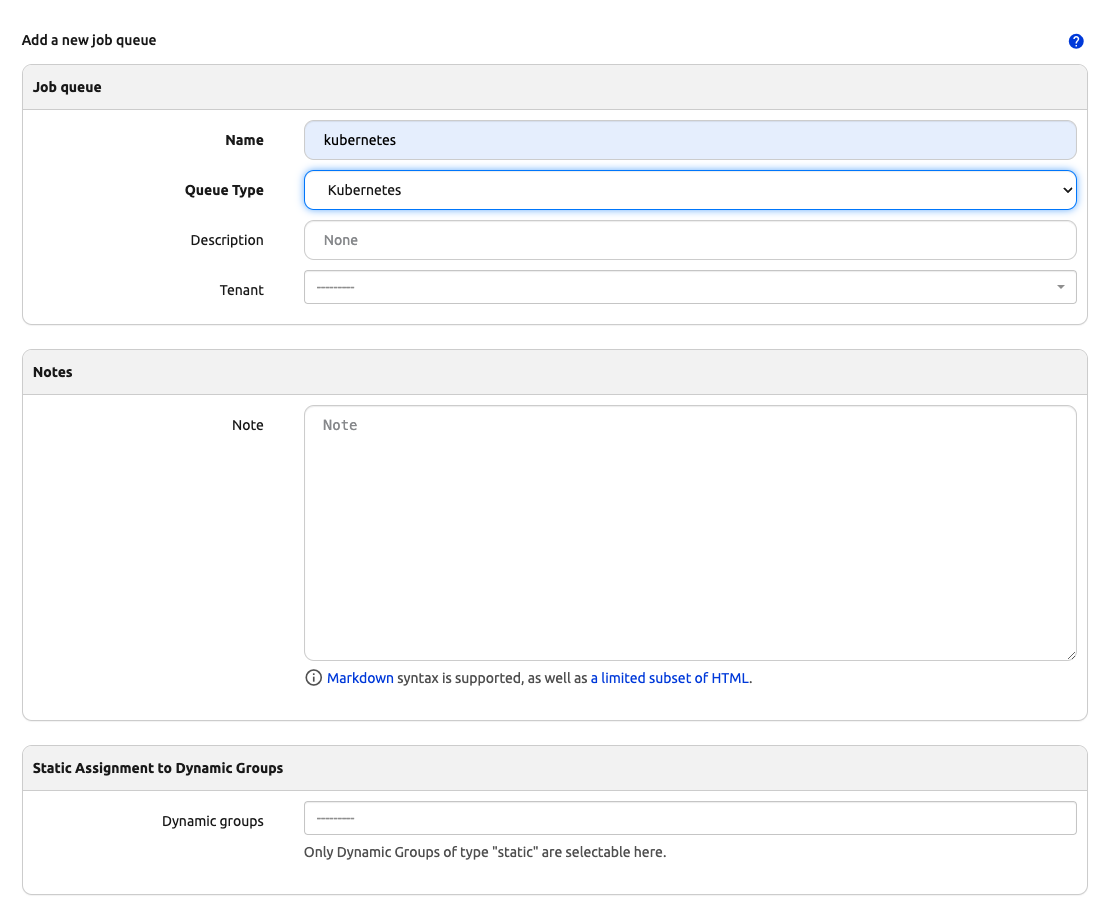 Add a new job queue
?
Job queue
Name
kubernetes
Queue Type
Kubernetes
Description
None
Tenant
---------
Notes
Note
Note
Markdown syntax is supported, as well as a limited subset of HTML.
Static Assignment to Dynamic Groups
Dynamic groups
---------
Only Dynamic Groups of type "static" are selectable here.